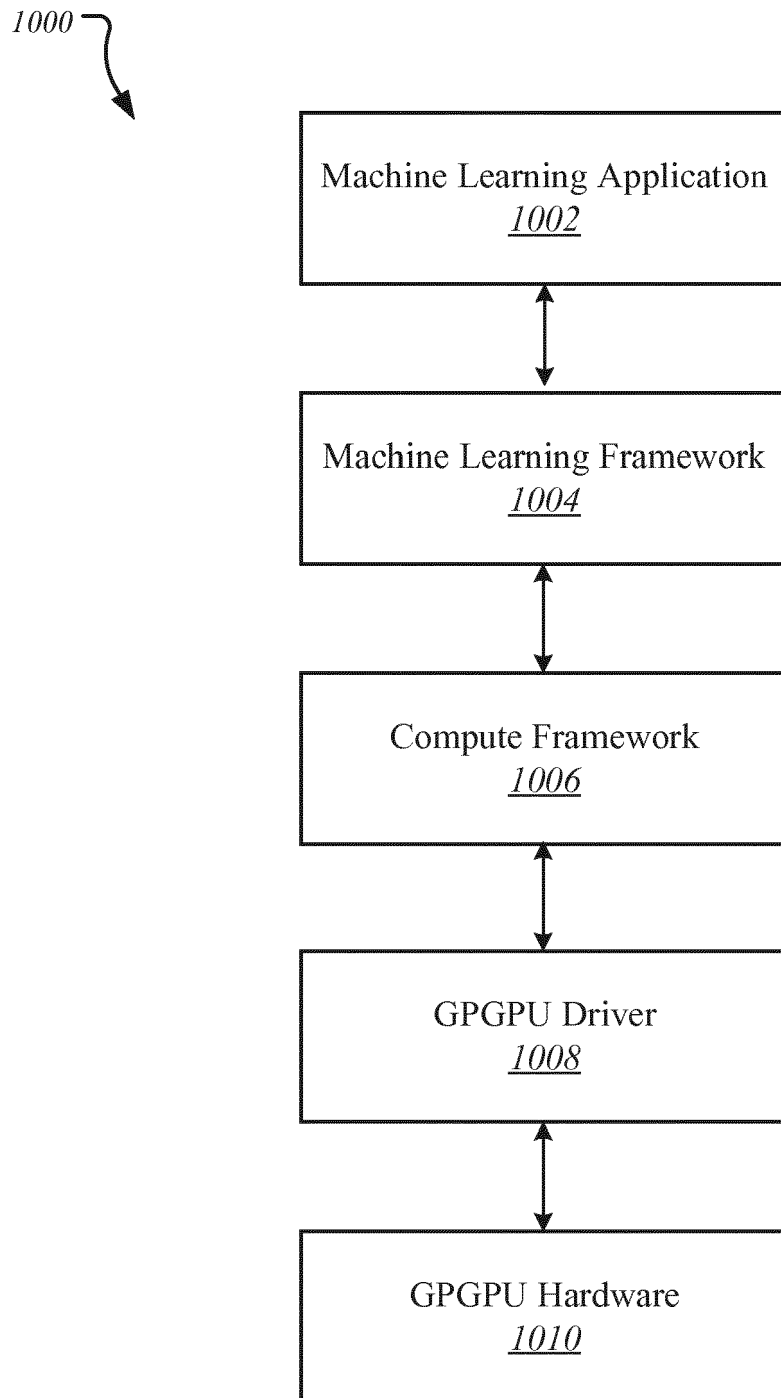 1000
Machine Learning Application
1002
Machine Learning Framework
1004
Compute Framework
1006
GPGPU Driver
1008
GPGPU Hardware
1010